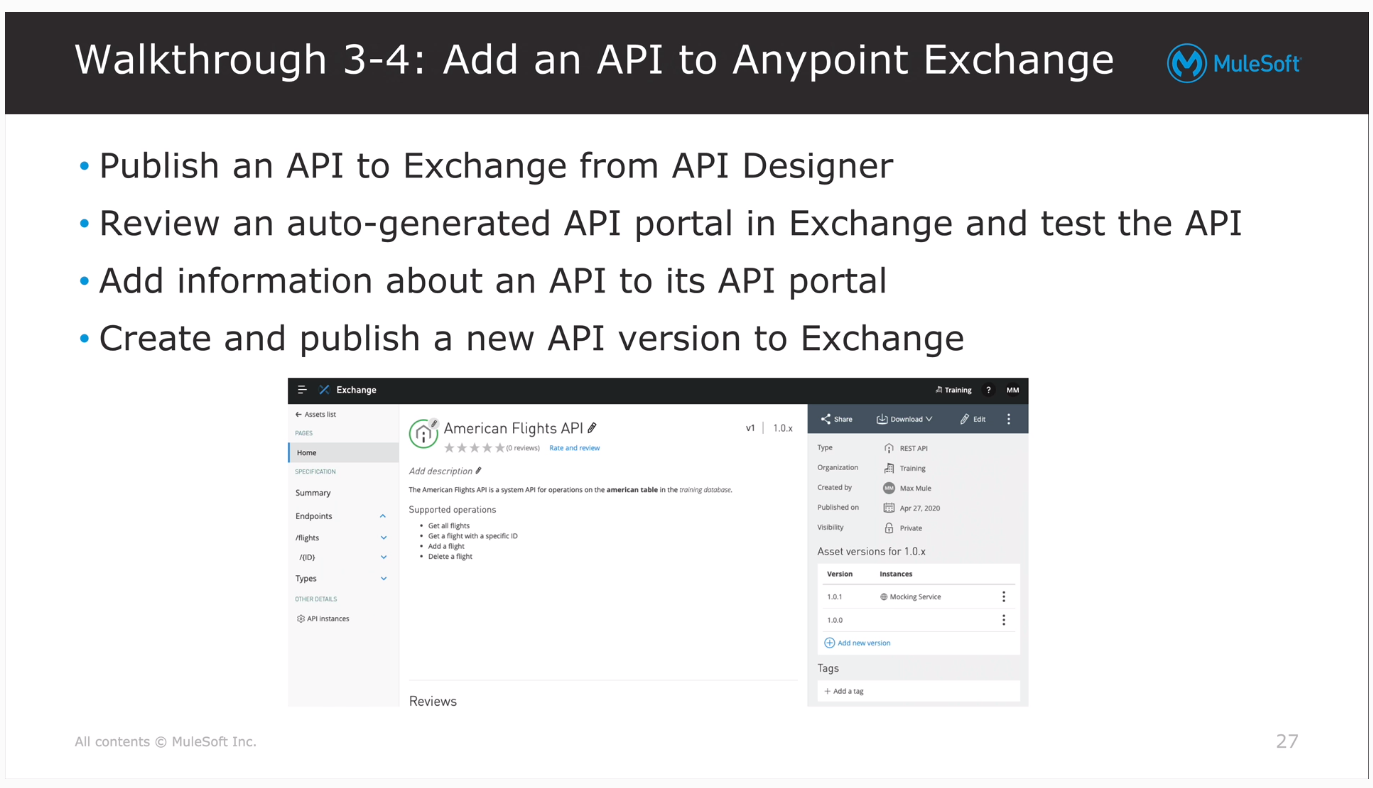 Walkthrough 3-4: Add an API to Anypoint Exchange
MuleSoft
• Publish an API to Exchange from API Designer
• Review an auto-generated API portal in Exchange and test the API
• Add information about an API to its API portal
• Create and publish a new API version to Exchange
Exchange
Training ? MM
← Assets list
PAGES
Home
SPECIFICATION
Summary
Endpoints
/flights
/{ID}
Types
OTHER DETAILS
API instances
American Flights API
v1 | 1.0.x
(0 reviews) Rate and review
Add description
The American Flights API is a system API for operations on the american table in the training database.
Supported operations
• Get all flights
• Get a flight with a specific ID
• Add a flight
• Delete a flight
Reviews
Share Download Edit
Type REST API
Organization Training
Created by MM Max Mule
Published on Apr 27, 2020
Visibility Private
Asset versions for 1.0.x
Version Instances
1.0.1 Mocking Service
1.0.0
+ Add new version
Tags
+ Add a tag
All contents © MuleSoft Inc.
27